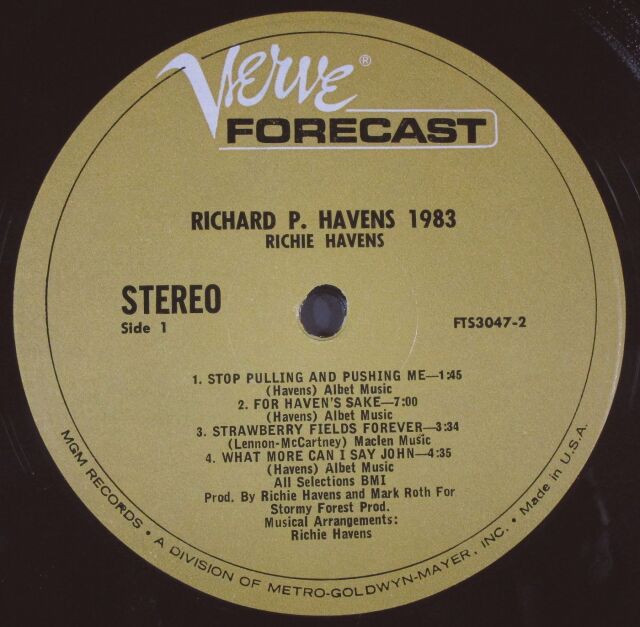 Verve®
FORECAST
RICHARD P. HAVENS 1983
RICHIE HAVENS
STEREO
Side 1
FTS3047-2
1. STOP PULLING AND PUSHING ME—1:45
(Havens) Albet Music
2. FOR HAVEN'S SAKE—7:00
(Havens) Albet Music
3. STRAWBERRY FIELDS FOREVER—3:34
(Lennon-McCartney) Maclen Music
4. WHAT MORE CAN I SAY JOHN—4:35
(Havens) Albet Music
All Selections BMI
Prod. By Richie Havens and Mark Roth For
Stormy Forest Prod.
Musical Arrangements:
Richie Havens
MGM RECORDS • A DIVISION OF METRO-GOLDWYN-MAYER, INC. • Made in U.S.A.